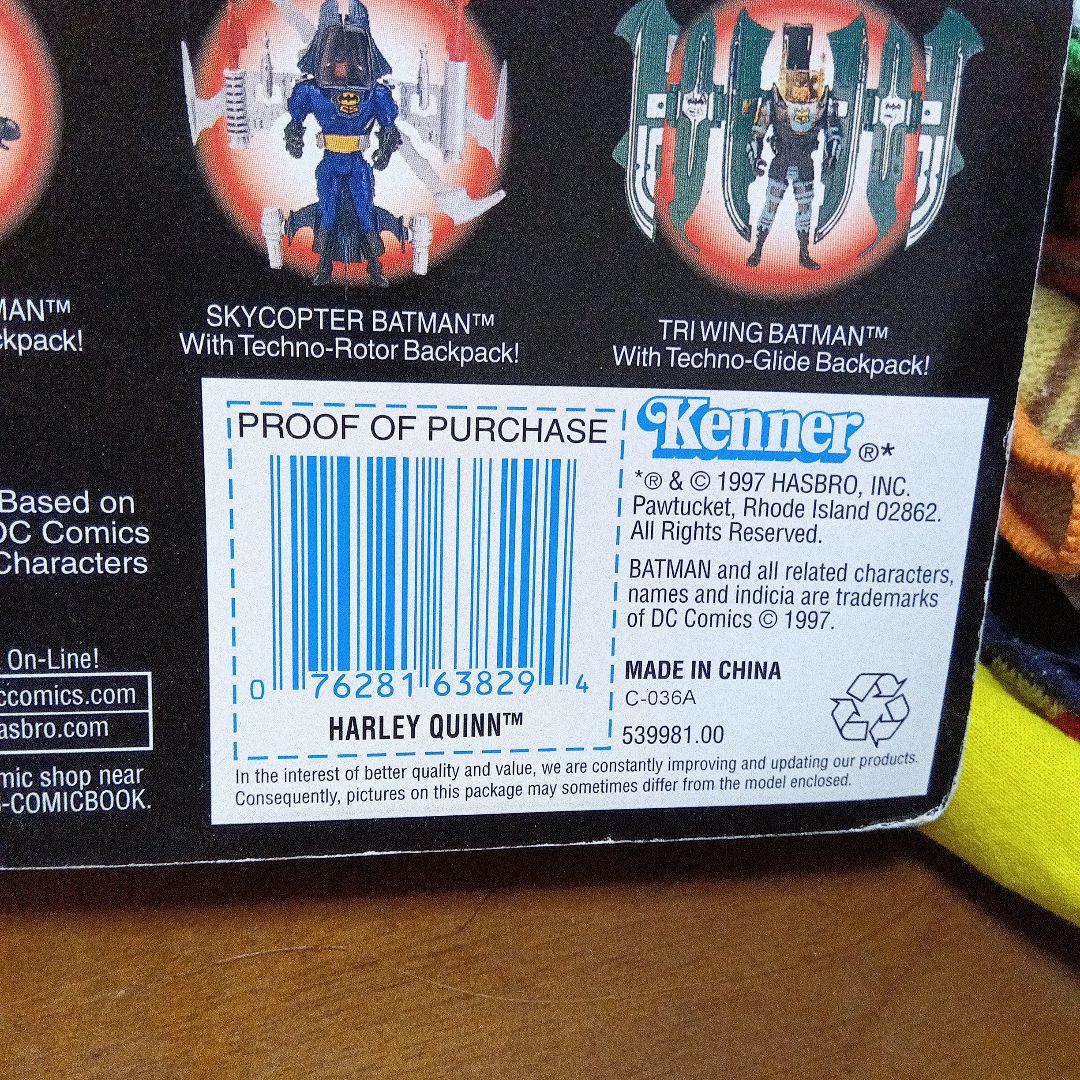 MAN™
ckpack!
SKYCOPTER BATMAN™
With Techno-Rotor Backpack!
TRI WING BATMAN™
With Techno-Glide Backpack!
Based on
DC Comics
Characters
On-Line!
ccomics.com
asbro.com
mic shop near
-COMICBOOK.
PROOF OF PURCHASE
0 76281 63829 4
HARLEY QUINN™
Kenner®*
*® & © 1997 HASBRO, INC.
Pawtucket, Rhode Island 02862.
All Rights Reserved.
BATMAN and all related characters,
names and indicia are trademarks
of DC Comics © 1997.
MADE IN CHINA
C-036A
539981.00
In the interest of better quality and value, we are constantly improving and updating our products.
Consequently, pictures on this package may sometimes differ from the model enclosed.